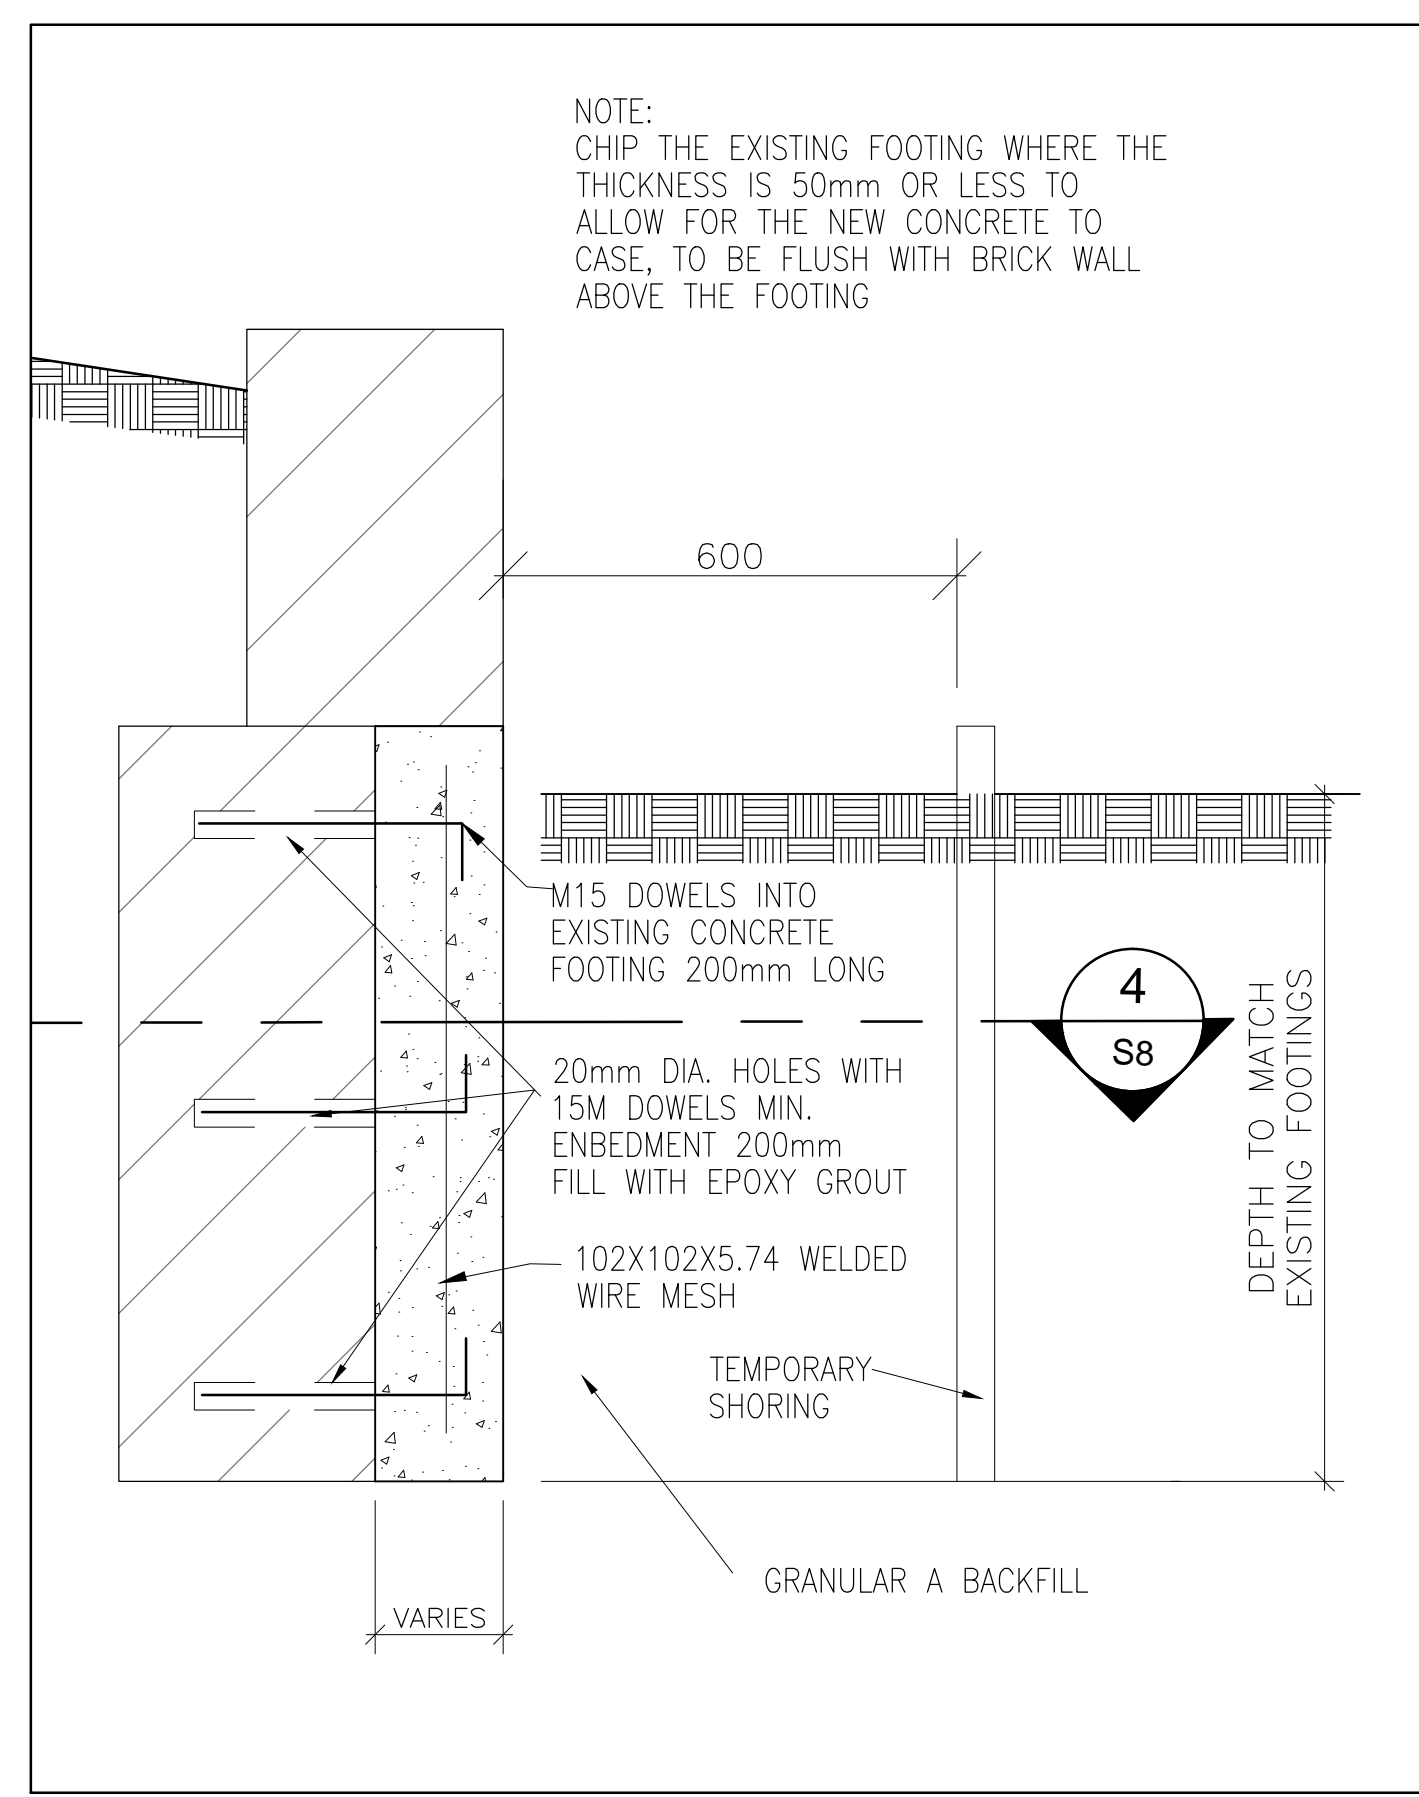 NOTE:
CHIP THE EXISTING FOOTING WHERE THE
THICKNESS IS 50mm OR LESS TO
ALLOW FOR THE NEW CONCRETE TO
CASE, TO BE FLUSH WITH BRICK WALL
ABOVE THE FOOTING
600
M15 DOWELS INTO
EXISTING CONCRETE
FOOTING 200mm LONG
4
S8
DEPTH TO MATCH
EXISTING FOOTINGS
20mm DIA. HOLES WITH
15M DOWELS MIN.
ENBEDMENT 200mm
FILL WITH EPOXY GROUT
102X102X5.74 WELDED
WIRE MESH
TEMPORARY
SHORING
GRANULAR A BACKFILL
VARIES